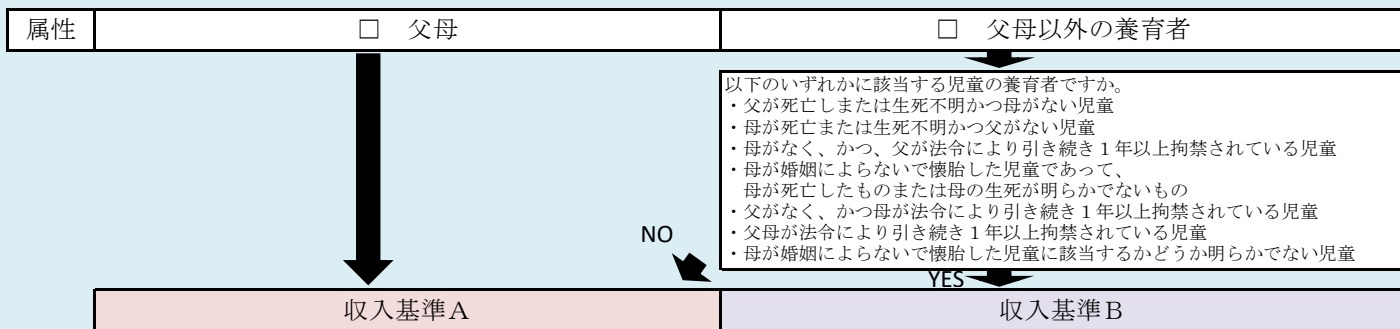 属性
□　父母
□　父母以外の養育者
以下のいずれかに該当する児童の養育者ですか。
・父が死亡しまたは生死不明かつ母がない児童
・母が死亡または生死不明かつ父がない児童
・母がなく、かつ、父が法令により引き続き１年以上拘禁されている児童
・母が婚姻によらないで懐胎した児童であって、
母が死亡したものまたは母の生死が明らかでないもの
・父がなく、かつ母が法令により引き続き１年以上拘禁されている児童
・父母が法令により引き続き１年以上拘禁されている児童
・母が婚姻によらないで懐胎した児童に該当するかどうか明らかでない児童
NO
YES
収入基準Ａ
収入基準Ｂ